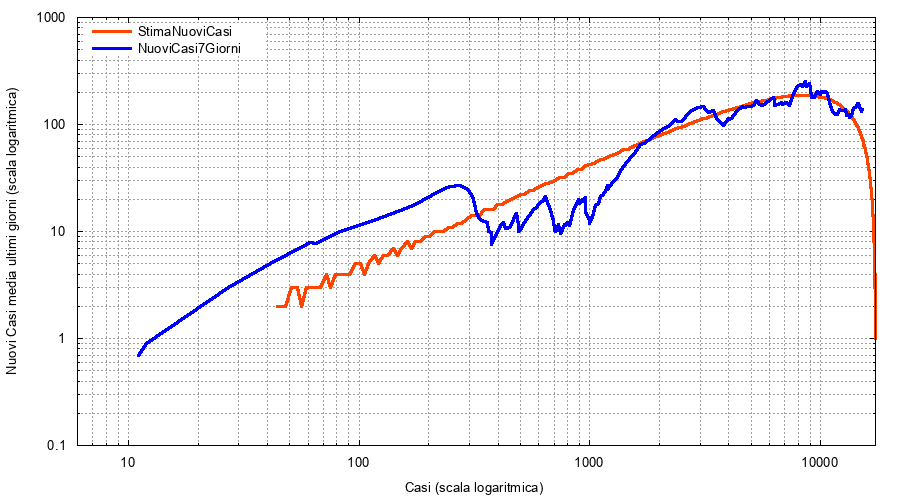 1000
StimaNuoviCasi
NuoviCasi7Giorni
100
10
1
0.1
Nuovi Casi media ultimi giorni (scala logaritmica)
10
100
1000
10000
Casi (scala logaritmica)